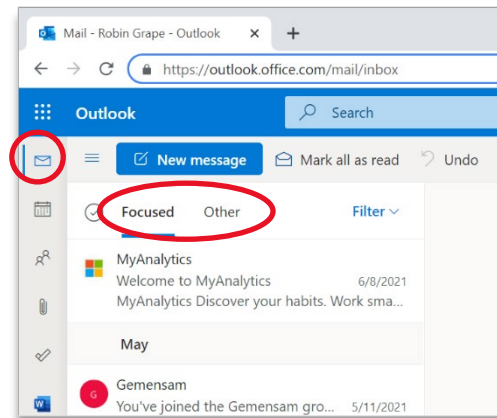 Mail - Robin Grape - Outlook
https://outlook.office.com/mail/inbox
Outlook
Search
New message
Mark all as read
Undo
Focused
Other
Filter
MyAnalytics
Welcome to MyAnalytics 6/8/2021
MyAnalytics Discover your habits. Work sma...
May
G
Gemensam
You've joined the Gemensam gro... 5/11/2021